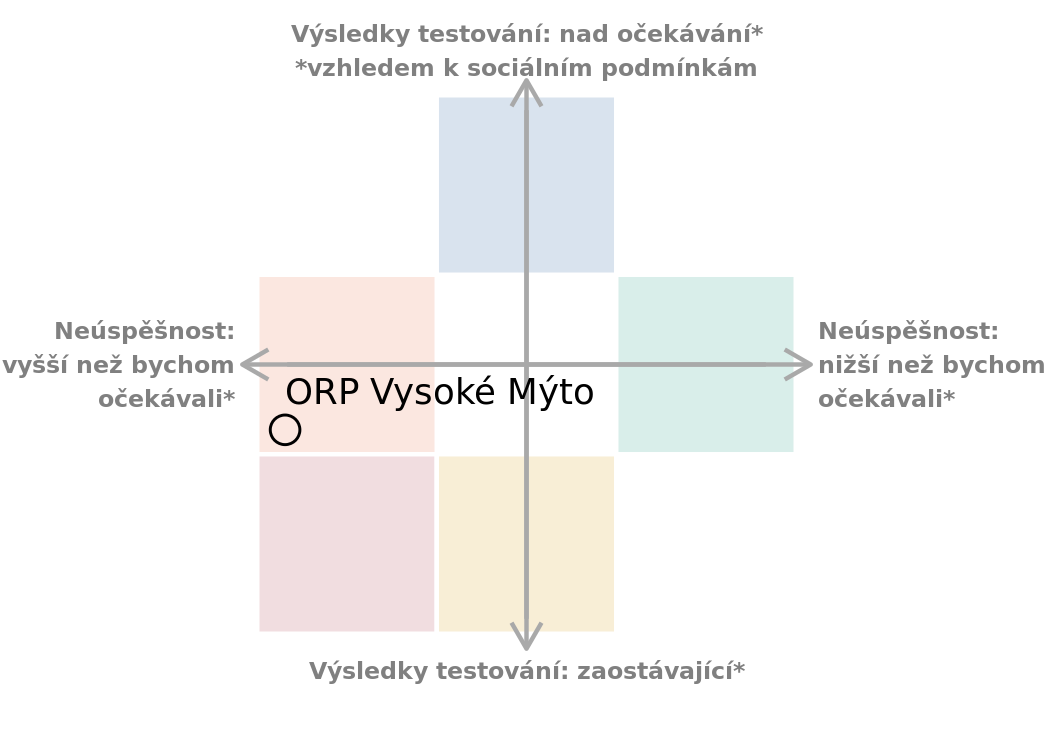 Výsledky testování: nad očekávání*
*vzhledem k sociálním podmínkám
Neúspěšnost:
vyšší než bychom
očekávali*
Neúspěšnost:
nižší než bychom
očekávali*
ORP Vysoké Mýto
Výsledky testování: zaostávající*